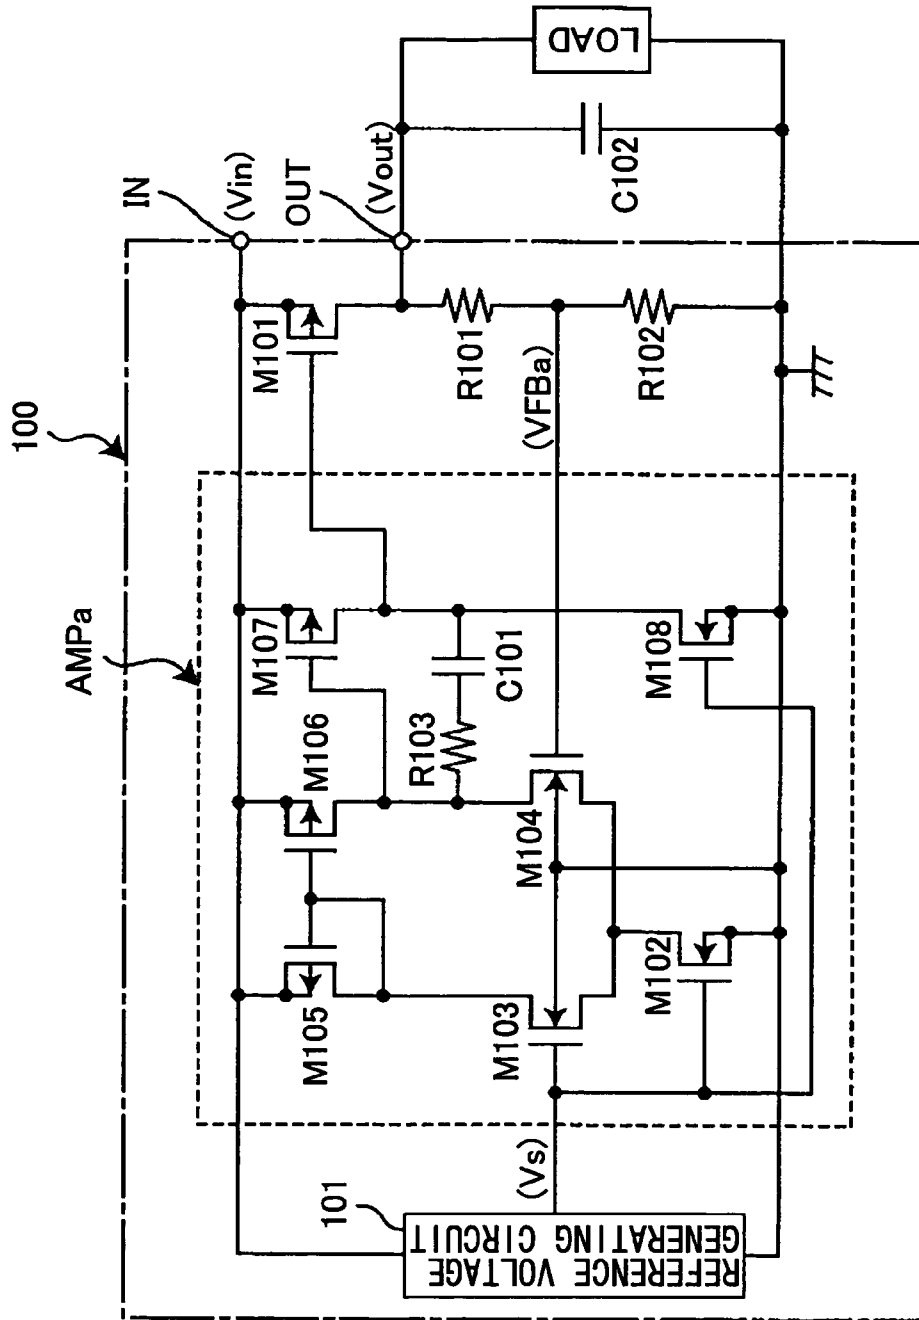 100
AMPa
IN
(Vin)
OUT
(Vout)
M101
M107
M106
M105
R103
C101
R101
(VFBa)
R102
C102
LOAD
M104
M103
M102
M108
(Vs)
101
REFERENCE VOLTAGE
GENERATING CIRCUIT